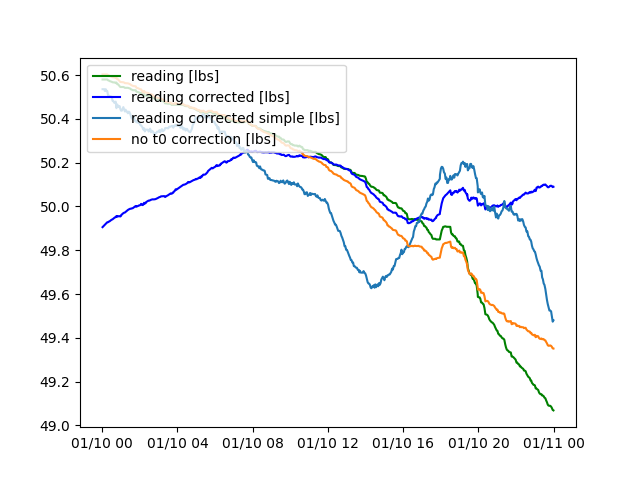 reading [lbs]
reading corrected [lbs]
reading corrected simple [lbs]
no t0 correction [lbs]
50.6
50.4
50.2
50.0
49.8
49.6
49.4
49.2
49.0
01/10 00 01/10 04 01/10 08 01/10 12 01/10 16 01/10 20 01/11 00